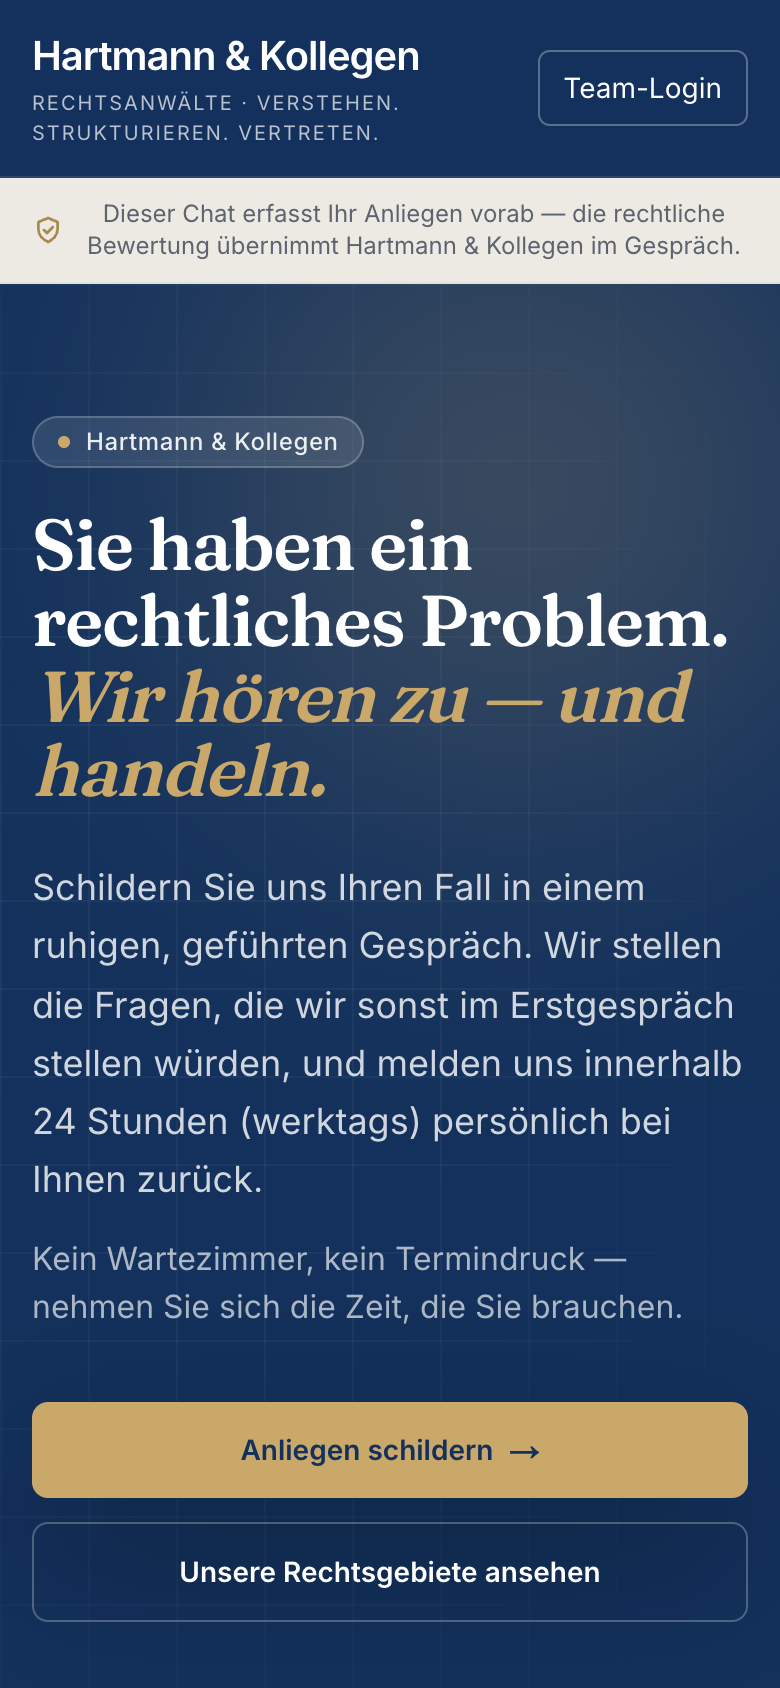 Hartmann & Kollegen
RECHTSANWÄLTE · VERSTEHEN.
STRUKTURIEREN. VERTRETEN.
Team-Login
Dieser Chat erfasst Ihr Anliegen vorab — die rechtliche
Bewertung übernimmt Hartmann & Kollegen im Gespräch.
Hartmann & Kollegen
Sie haben ein
rechtliches Problem.
Wir hören zu — und
handeln.
Schildern Sie uns Ihren Fall in einem
ruhigen, geführten Gespräch. Wir stellen
die Fragen, die wir sonst im Erstgespräch
stellen würden, und melden uns innerhalb
24 Stunden (werktags) persönlich bei
Ihnen zurück.
Kein Wartezimmer, kein Termindruck —
nehmen Sie sich die Zeit, die Sie brauchen.
Anliegen schildern →
Unsere Rechtsgebiete ansehen